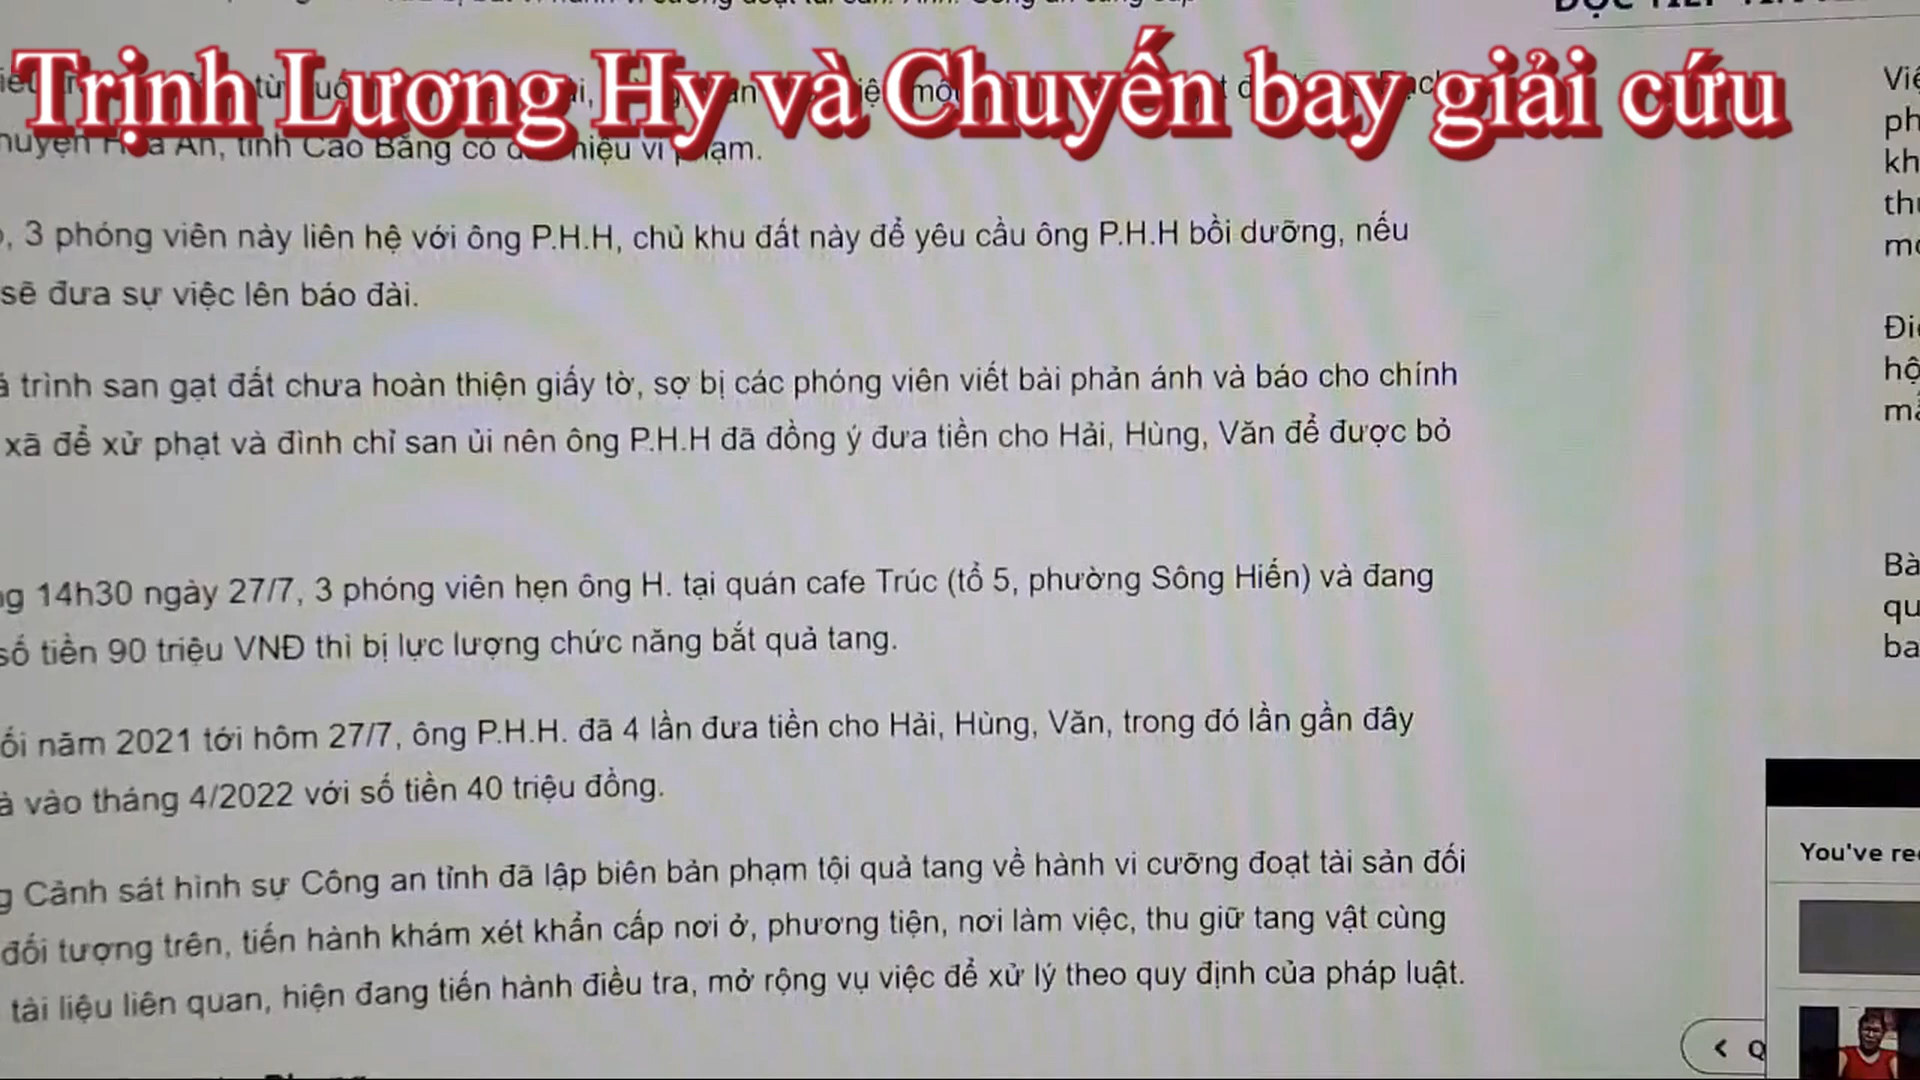 Trịnh Lương Hy và Chuyến bay giải cứu
An, tỉnh Cao Bằng có
3 phóng viên này liên hệ với ông P.H.H, chủ khu đất này để yêu cầu ông P.H.H bồi dưỡng, nếu
sẽ đưa sự việc lên báo đài.
trình san gạt đất chưa hoàn thiện giấy tờ, sợ bị các phóng viên viết bài phản ánh và báo cho chính
xã để xử phạt và đình chỉ san ủi nên ông P.H.H đã đồng ý đưa tiền cho Hải, Hùng, Văn để được bỏ
14h30 ngày 27/7, 3 phóng viên hẹn ông H. tại quán cafe Trúc (tổ 5, phường Sông Hiến) và đang
số tiền 90 triệu VNĐ thì bị lực lượng chức năng bắt quả tang.
năm 2021 tới hôm 27/7, ông P.H.H. đã 4 lần đưa tiền cho Hải, Hùng, Văn, trong đó lần gần đây
vào tháng 4/2022 với số tiền 40 triệu đồng.
Cảnh sát hình sự Công an tỉnh đã lập biên bản phạm tội quả tang về hành vi cưỡng đoạt tài sản đối
đối tượng trên, tiến hành khám xét khẩn cấp nơi ở, phương tiện, nơi làm việc, thu giữ tang vật cùng
tài liệu liên quan, hiện đang tiến hành điều tra, mở rộng vụ việc để xử lý theo quy định của pháp luật.
You've re